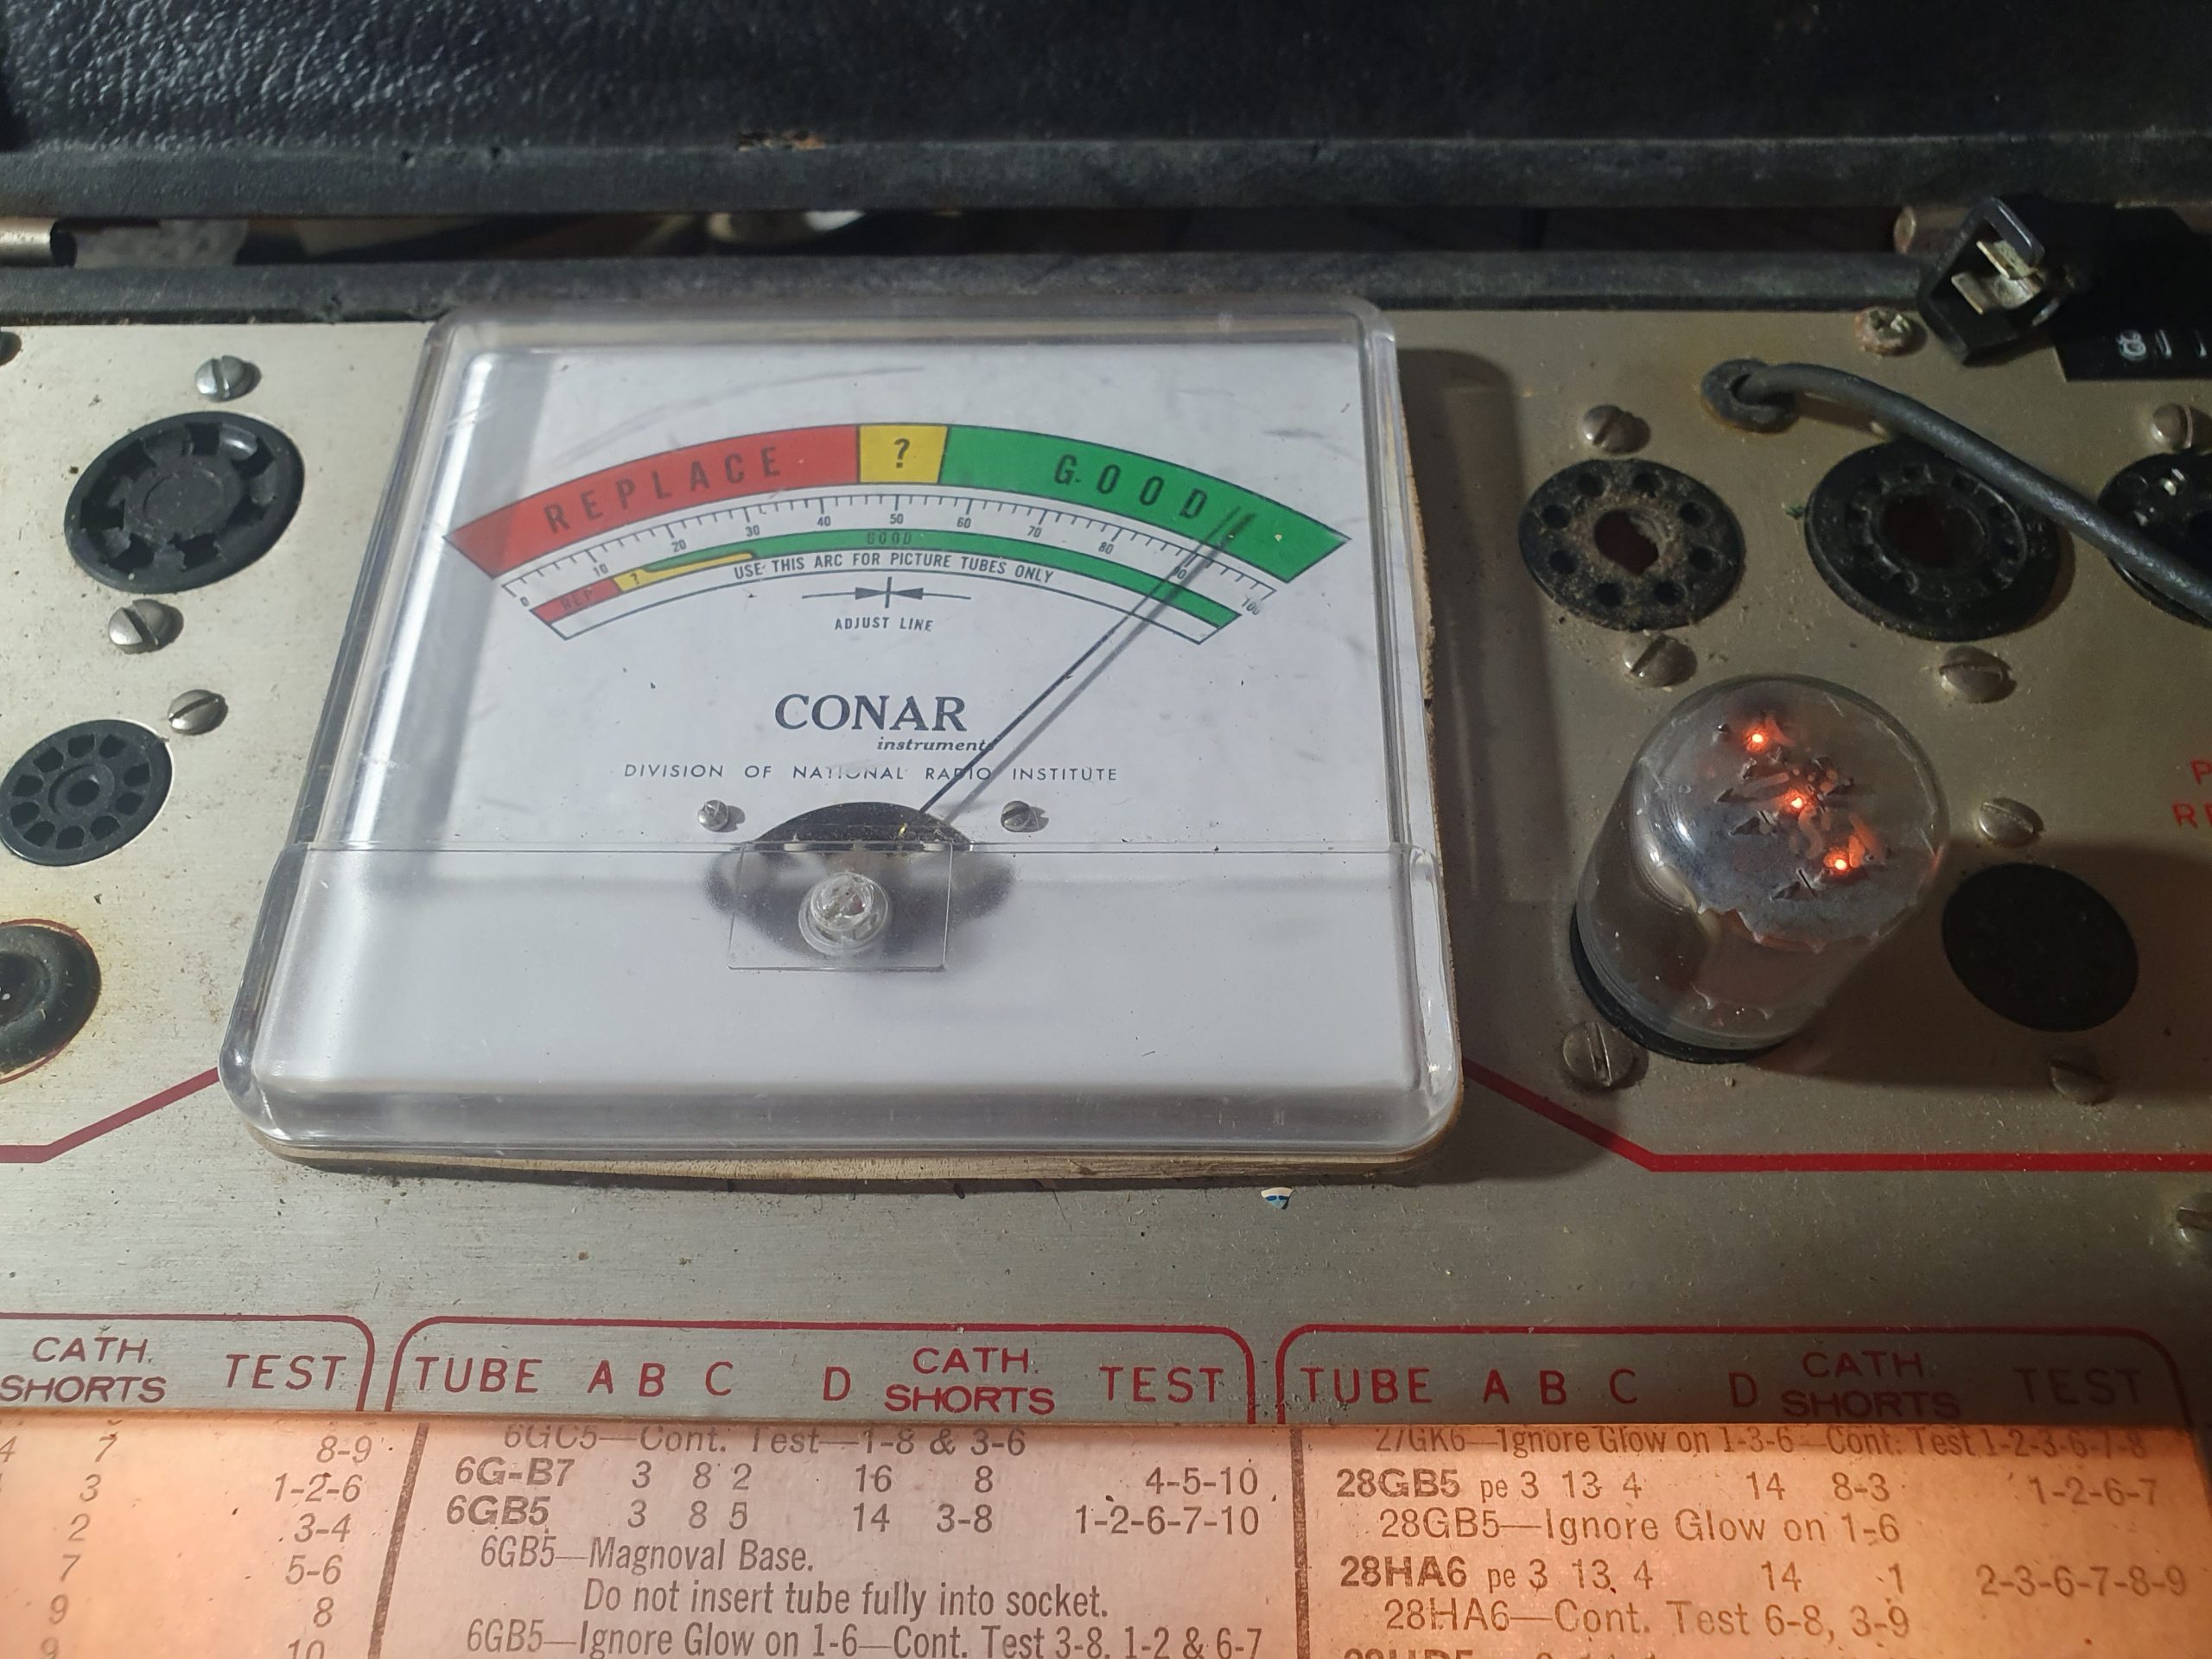 REPLACE ? GOOD
0 10 20 30 40 50 60 70 80 90 100
REP ? GOOD
USE THIS ARC FOR PICTURE TUBES ONLY
ADJUST LINE
CONAR
instruments
DIVISION OF NATIONAL RADIO INSTITUTE
CATH. SHORTS TEST
4 7 8-9
3 1-2-6
2 3-4
7 5-6
9 8
9 10
TUBE A B C D CATH. SHORTS TEST
6GC5—Cont. Test—1-8 & 3-6
6G-B7 3 8 2 16 8 4-5-10
6GB5 3 8 5 14 3-8 1-2-6-7-10
6GB5—Magnoval Base.
Do not insert tube fully into socket.
6GB5—Ignore Glow on 1-6—Cont. Test 3-8, 1-2 & 6-7
TUBE A B C D CATH. SHORTS TEST
27GK6—Ignore Glow on 1-3-6—Cont. Test 1-2-3-6-7-8
28GB5 pe 3 13 4 14 8-3 1-2-6-7
28GB5—Ignore Glow on 1-6
28HA6 pe 3 13 4 14 1 2-3-6-7-8-9
28HA6—Cont. Test 6-8, 3-9